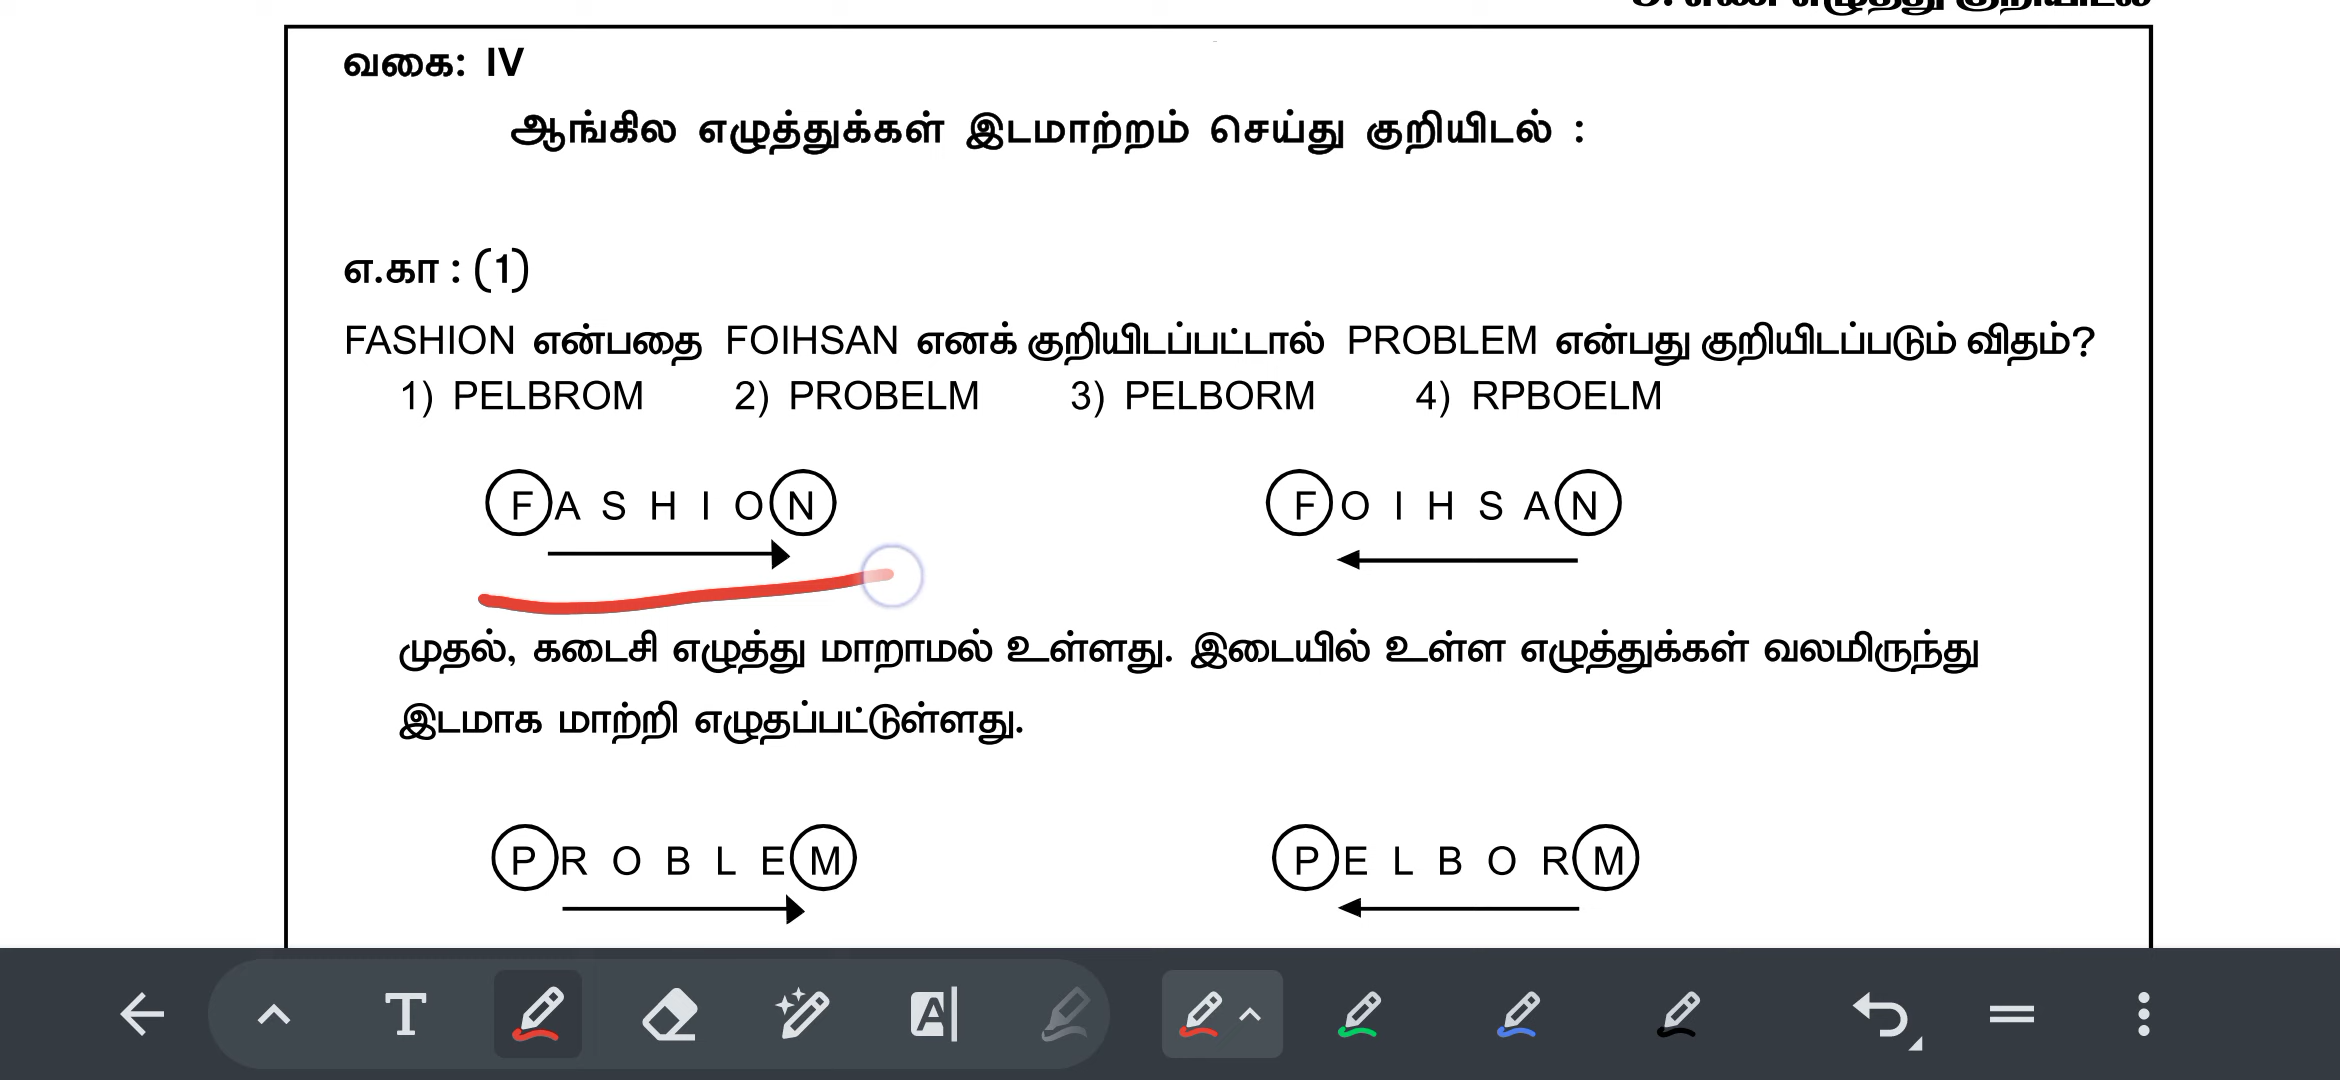 வகை: IV
ஆங்கில எழுத்துக்கள் இடமாற்றம் செய்து குறியிடல் :
எ.கா : (1)
FASHION என்பதை FOIHSAN எனக் குறியிடப்பட்டால் PROBLEM என்பது குறியிடப்படும் விதம்?
1) PELBROM 2) PROBELM 3) PELBORM 4) RPBOELM
F A S H I O N F O I H S A N
முதல், கடைசி எழுத்து மாறாமல் உள்ளது. இடையில் உள்ள எழுத்துக்கள் வலமிருந்து
இடமாக மாற்றி எழுதப்பட்டுள்ளது.
P R O B L E M P E L B O R M
T A